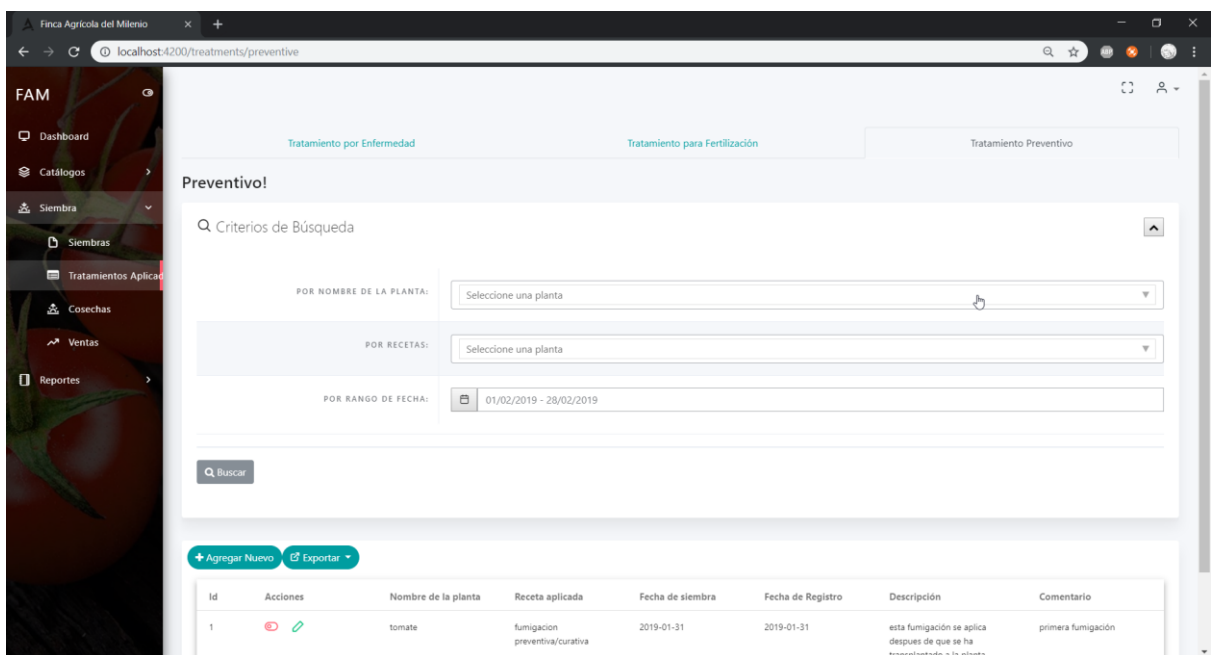 Finca Agrícola del Milenio
localhost:4200/treatments/preventive
FAM
Dashboard
Catálogos
Siembra
Siembras
Tratamientos Aplicad
Cosechas
Ventas
Reportes
Tratamiento por Enfermedad
Tratamiento para Fertilización
Tratamiento Preventivo
Preventivo!
Criterios de Búsqueda
POR NOMBRE DE LA PLANTA:
Seleccione una planta
POR RECETAS:
Seleccione una planta
POR RANGO DE FECHA:
01/02/2019 - 28/02/2019
Buscar
Agregar Nuevo
Exportar
Id Acciones Nombre de la planta Receta aplicada Fecha de siembra Fecha de Registro Descripción Comentario
1 tomate fumigacion 2019-01-31 2019-01-31 esta fumigación se aplica primera fumigación
preventiva/curativa despues de que se ha
transplantado a la planta